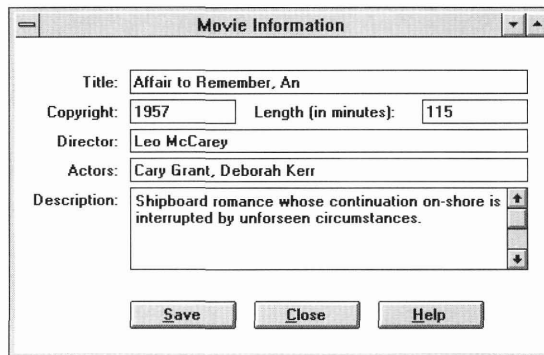 Movie Information
Title: Affair to Remember, An
Copyright: 1957 Length (in minutes): 115
Director: Leo McCarey
Actors: Cary Grant, Deborah Kerr
Description: Shipboard romance whose continuation on-shore is
interrupted by unforseen circumstances.
Save Close Help